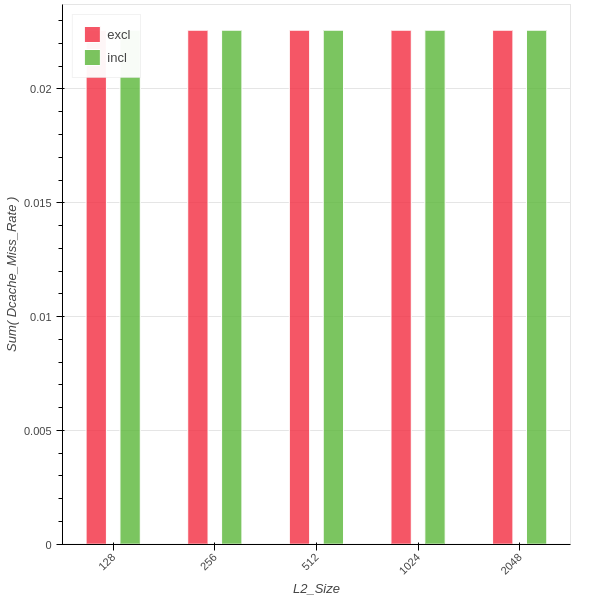 excl
incl
0.02
0.015
0.01
0.005
0
Sum( Dcache_Miss_Rate )
128
256
512
1024
2048
L2_Size